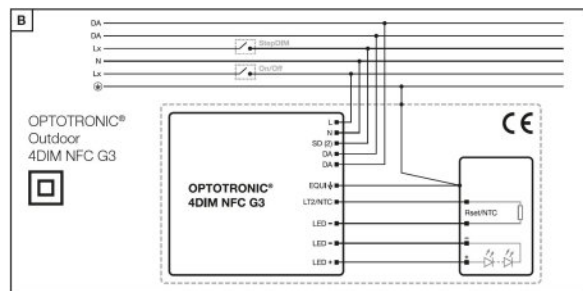 B
DA
DA
Lx
StepDIM
N
Lx
On/Off
OPTOTRONIC®
Outdoor
4DIM NFC G3
L
N
SD (2)
DA
DA
EQUI
LT2/NTC
LED -
LED -
LED +
OPTOTRONIC®
4DIM NFC G3
CE
Rset/NTC
-
+